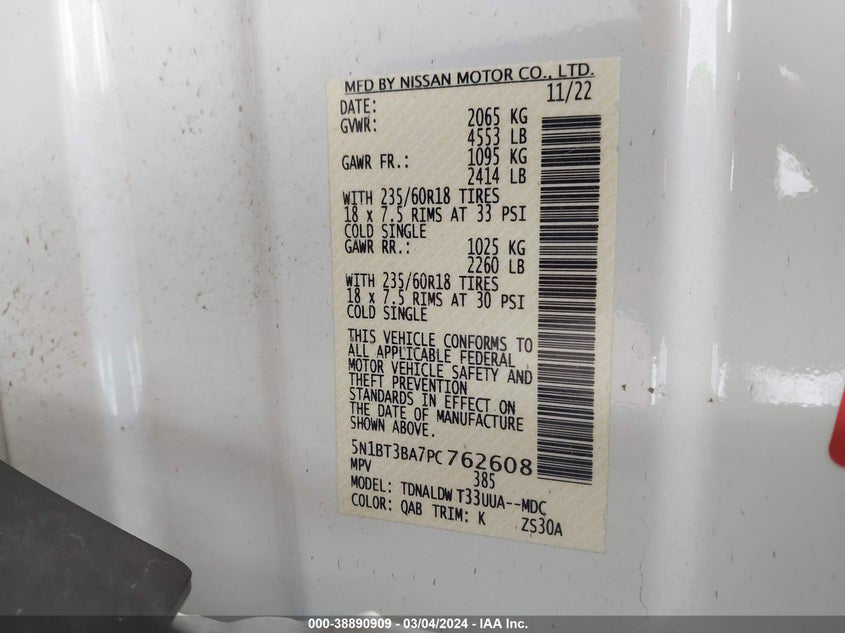 MFD BY NISSAN MOTOR CO., LTD.
DATE: 11/22
GVWR: 2065 KG
4553 LB
GAWR FR.: 1095 KG
2414 LB
WITH 235/60R18 TIRES
18 x 7.5 RIMS AT 33 PSI
COLD SINGLE
GAWR RR.: 1025 KG
2260 LB
WITH 235/60R18 TIRES
18 x 7.5 RIMS AT 30 PSI
COLD SINGLE
THIS VEHICLE CONFORMS TO
ALL APPLICABLE FEDERAL
MOTOR VEHICLE SAFETY AND
THEFT PREVENTION
STANDARDS IN EFFECT ON
THE DATE OF MANUFACTURE
SHOWN ABOVE.
5N1BT3BA7PC762608
MPV 385
MODEL: TDNALDW T33UUA--MDC
COLOR: QAB TRIM: K ZS30A
000-38890909 - 03/04/2024 - IAA Inc.